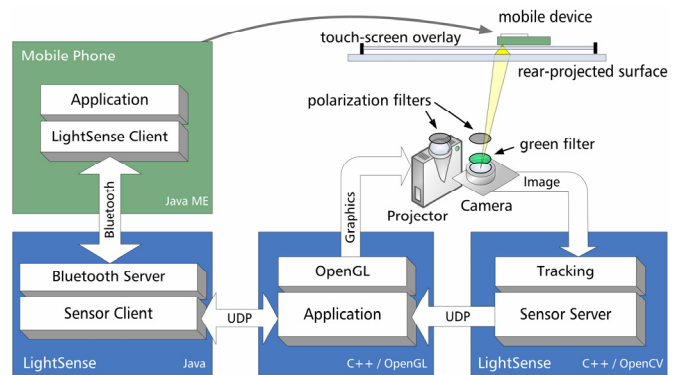 mobile device
touch-screen overlay
rear-projected surface
Mobile Phone
Application
LightSense Client
Java ME
polarization filters
green filter
Image
Projector
Camera
Bluetooth
Graphics
Bluetooth Server
Sensor Client
LightSense
Java
UDP
OpenGL
Application
C++ / OpenGL
UDP
Tracking
Sensor Server
LightSense
C++ / OpenCV